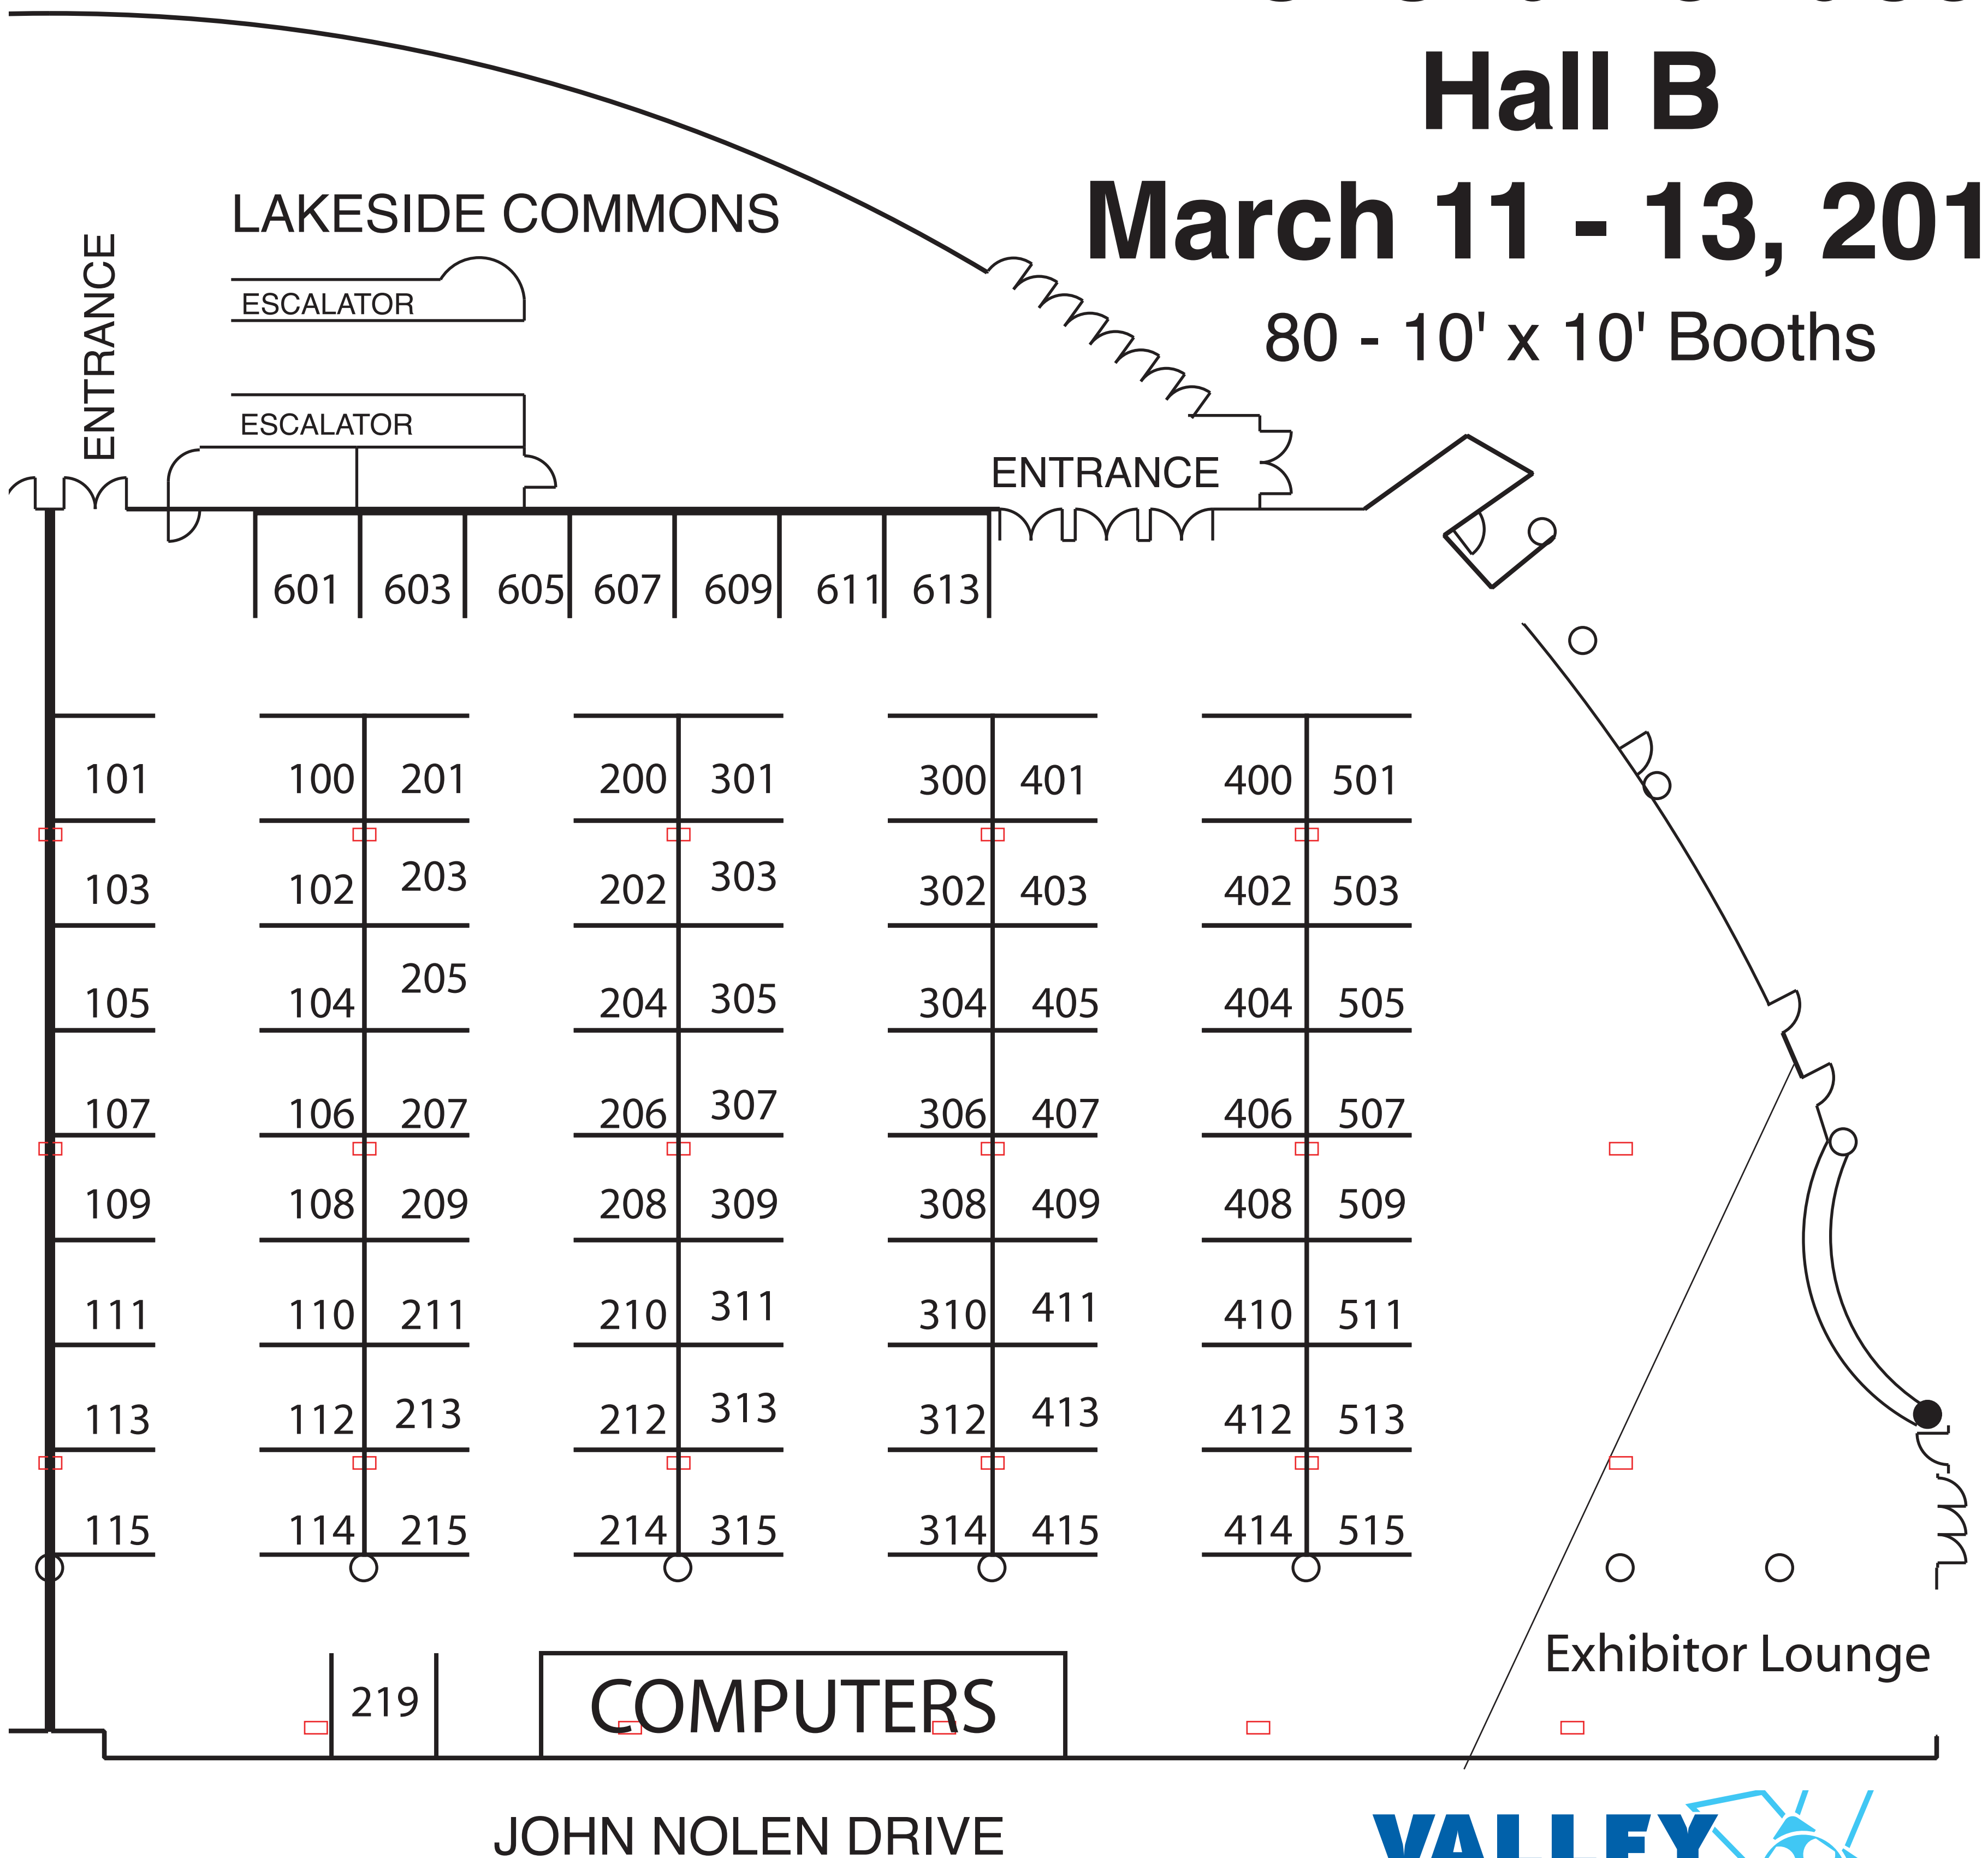 Hall B
March 11 - 13, 201
80 - 10' x 10' Booths
LAKESIDE COMMONS
ENTRANCE
ESCALATOR
ESCALATOR
ENTRANCE
601 603 605 607 609 611 613
101 100 201 200 301 300 401 400 501
103 102 203 202 303 302 403 402 503
105 104 205 204 305 304 405 404 505
107 106 207 206 307 306 407 406 507
109 108 209 208 309 308 409 408 509
111 110 211 210 311 310 411 410 511
113 112 213 212 313 312 413 412 513
115 114 215 214 315 314 415 414 515
Exhibitor Lounge
219
COMPUTERS
JOHN NOLEN DRIVE
VALLEY